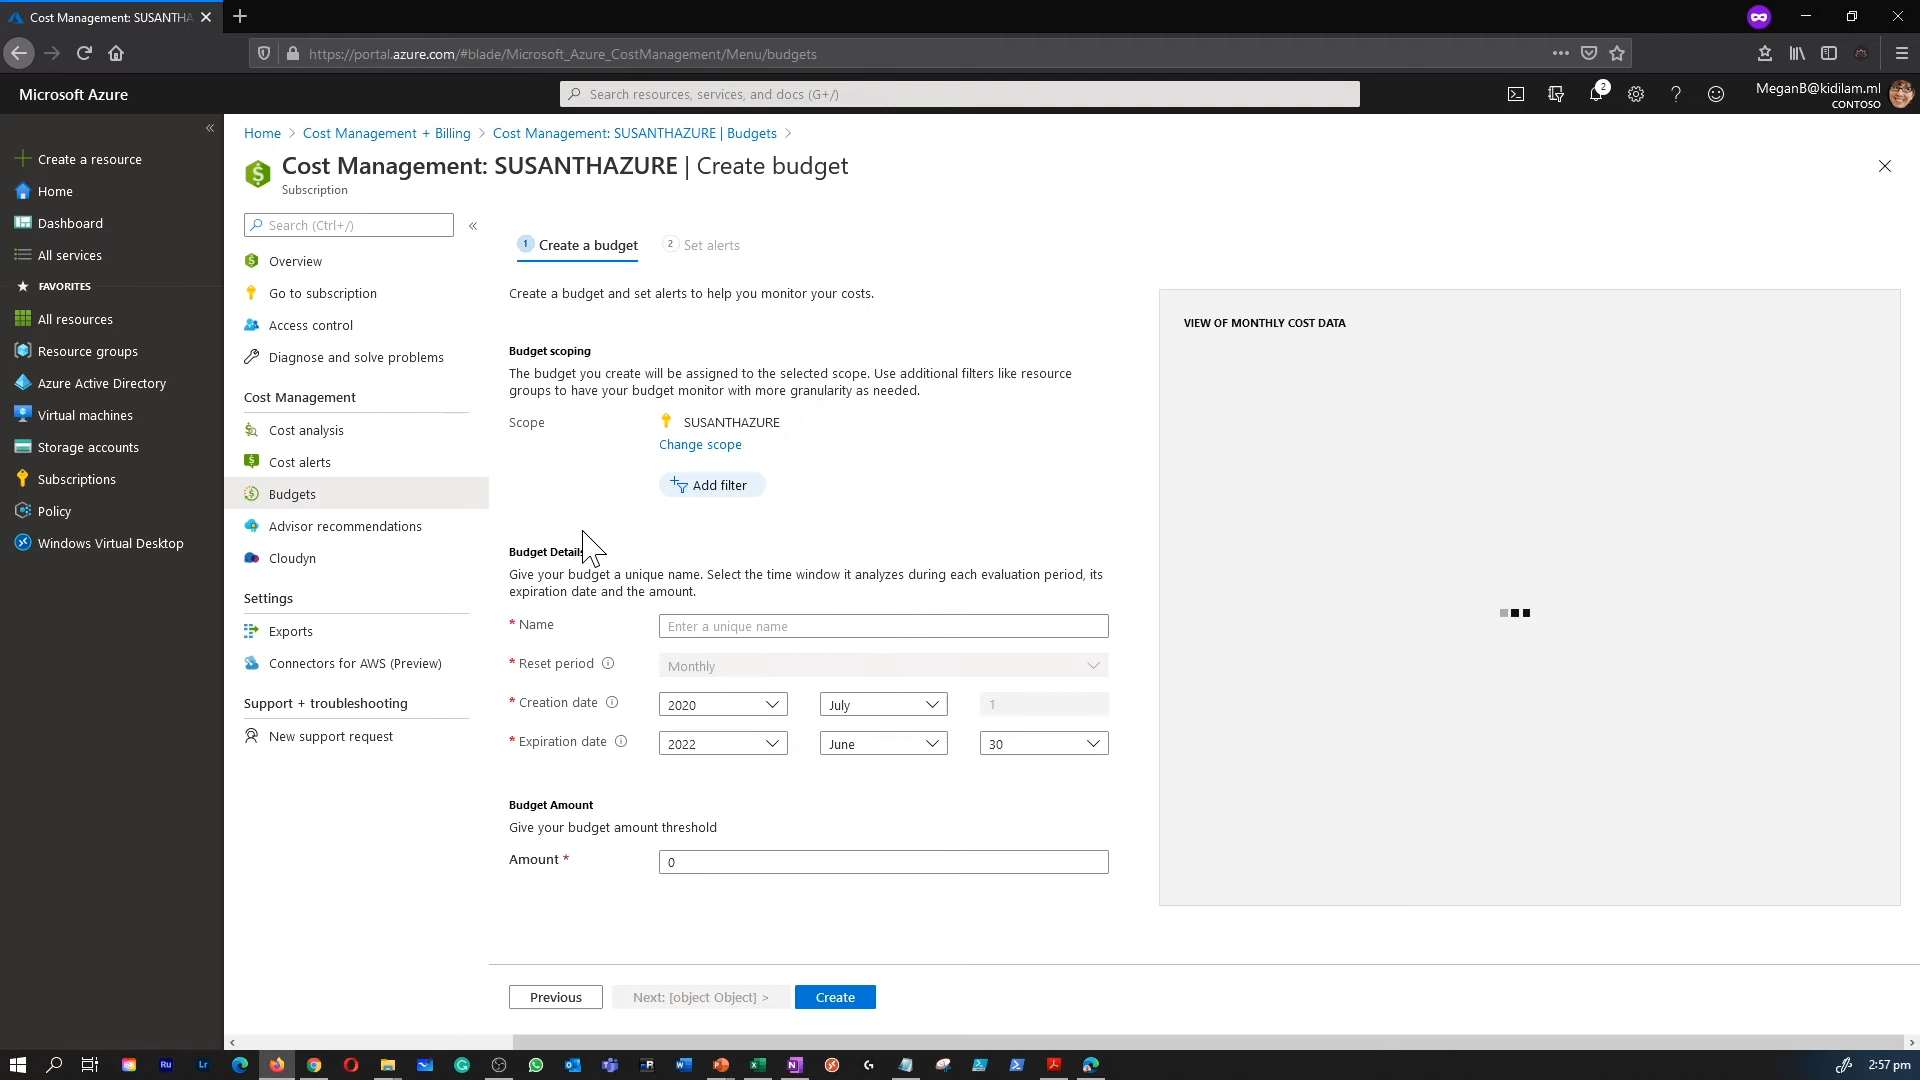 Cost Management: SUSANTHA
https://portal.azure.com/#blade/Microsoft_Azure_CostManagement/Menu/budgets
Microsoft Azure
Search resources, services, and docs (G+/)
2
MeganB@kidilam.ml
CONTOSO
Create a resource
Home
Dashboard
All services
FAVORITES
All resources
Resource groups
Azure Active Directory
Virtual machines
Storage accounts
Subscriptions
Policy
Windows Virtual Desktop
Home > Cost Management + Billing > Cost Management: SUSANTHAZURE | Budgets >
Cost Management: SUSANTHAZURE | Create budget
Subscription
Search (Ctrl+/)
Overview
Go to subscription
Access control
Diagnose and solve problems
Cost Management
Cost analysis
Cost alerts
Budgets
Advisor recommendations
Cloudyn
Settings
Exports
Connectors for AWS (Preview)
Support + troubleshooting
New support request
1 Create a budget 2 Set alerts
Create a budget and set alerts to help you monitor your costs.
Budget scoping
The budget you create will be assigned to the selected scope. Use additional filters like resource
groups to have your budget monitor with more granularity as needed.
Scope SUSANTHAZURE
Change scope
Add filter
Budget Details
Give your budget a unique name. Select the time window it analyzes during each evaluation period, its
expiration date and the amount.
* Name Enter a unique name
* Reset period Monthly
* Creation date 2020 July 1
* Expiration date 2022 June 30
Budget Amount
Give your budget amount threshold
Amount * 0
VIEW OF MONTHLY COST DATA
Previous Next: [object Object] > Create
Ru
Lr
2:57 pm